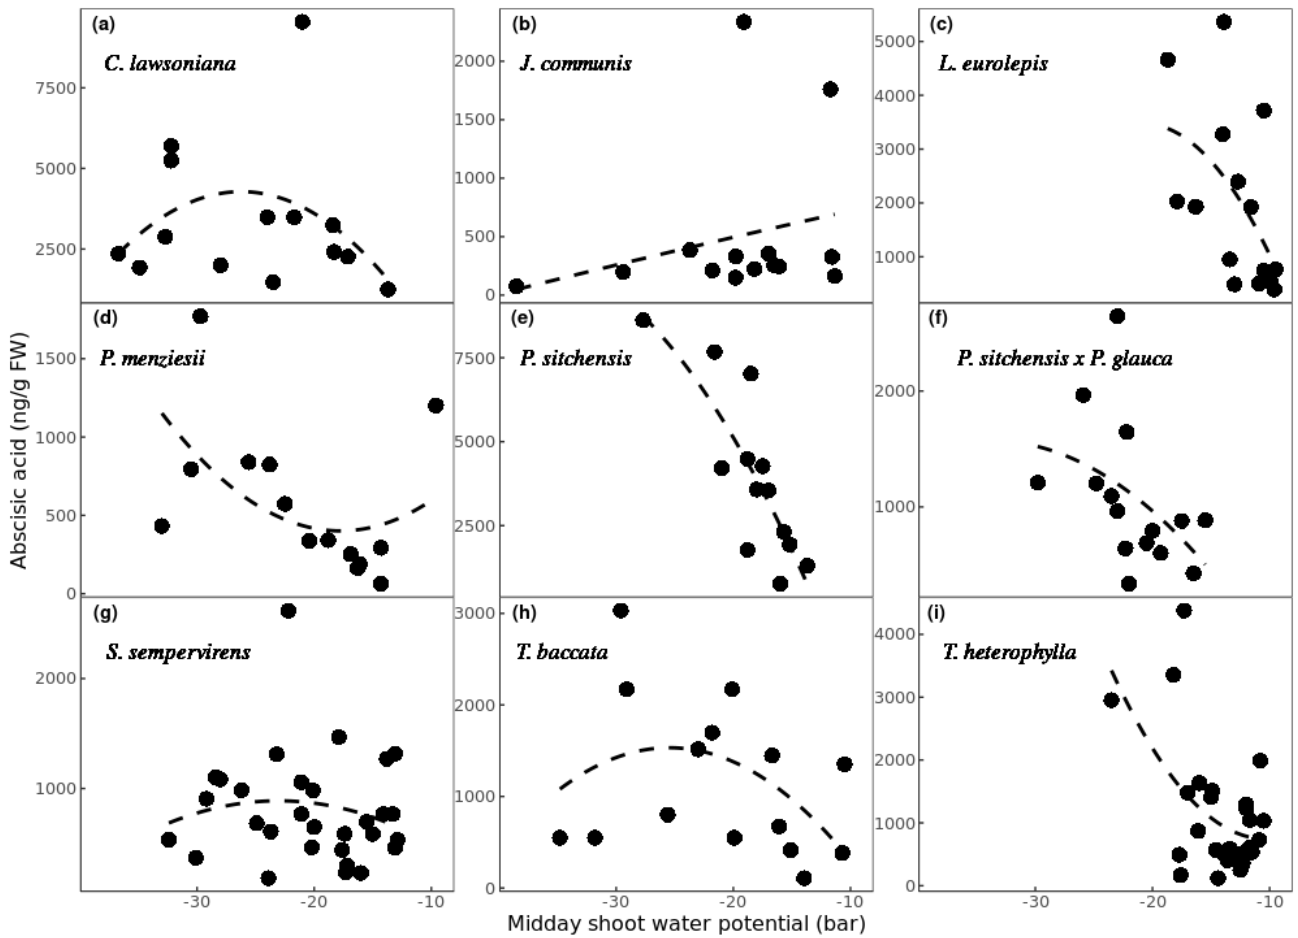 (a)
C. lawsoniana
7500
5000
2500
(b)
J. communis
2000
1500
1000
500
0
(c)
L. eurolepis
5000
4000
3000
2000
1000
(d)
P. menziesii
1500
1000
500
0
(e)
P. sitchensis
7500
5000
2500
(f)
P. sitchensis x P. glauca
2000
1000
(g)
S. sempervirens
2000
1000
-30 -20 -10
(h)
T. baccata
3000
2000
1000
0
-30 -20 -10
(i)
T. heterophylla
4000
3000
2000
1000
0
-30 -20 -10
Abscisic acid (ng/g FW)
Midday shoot water potential (bar)